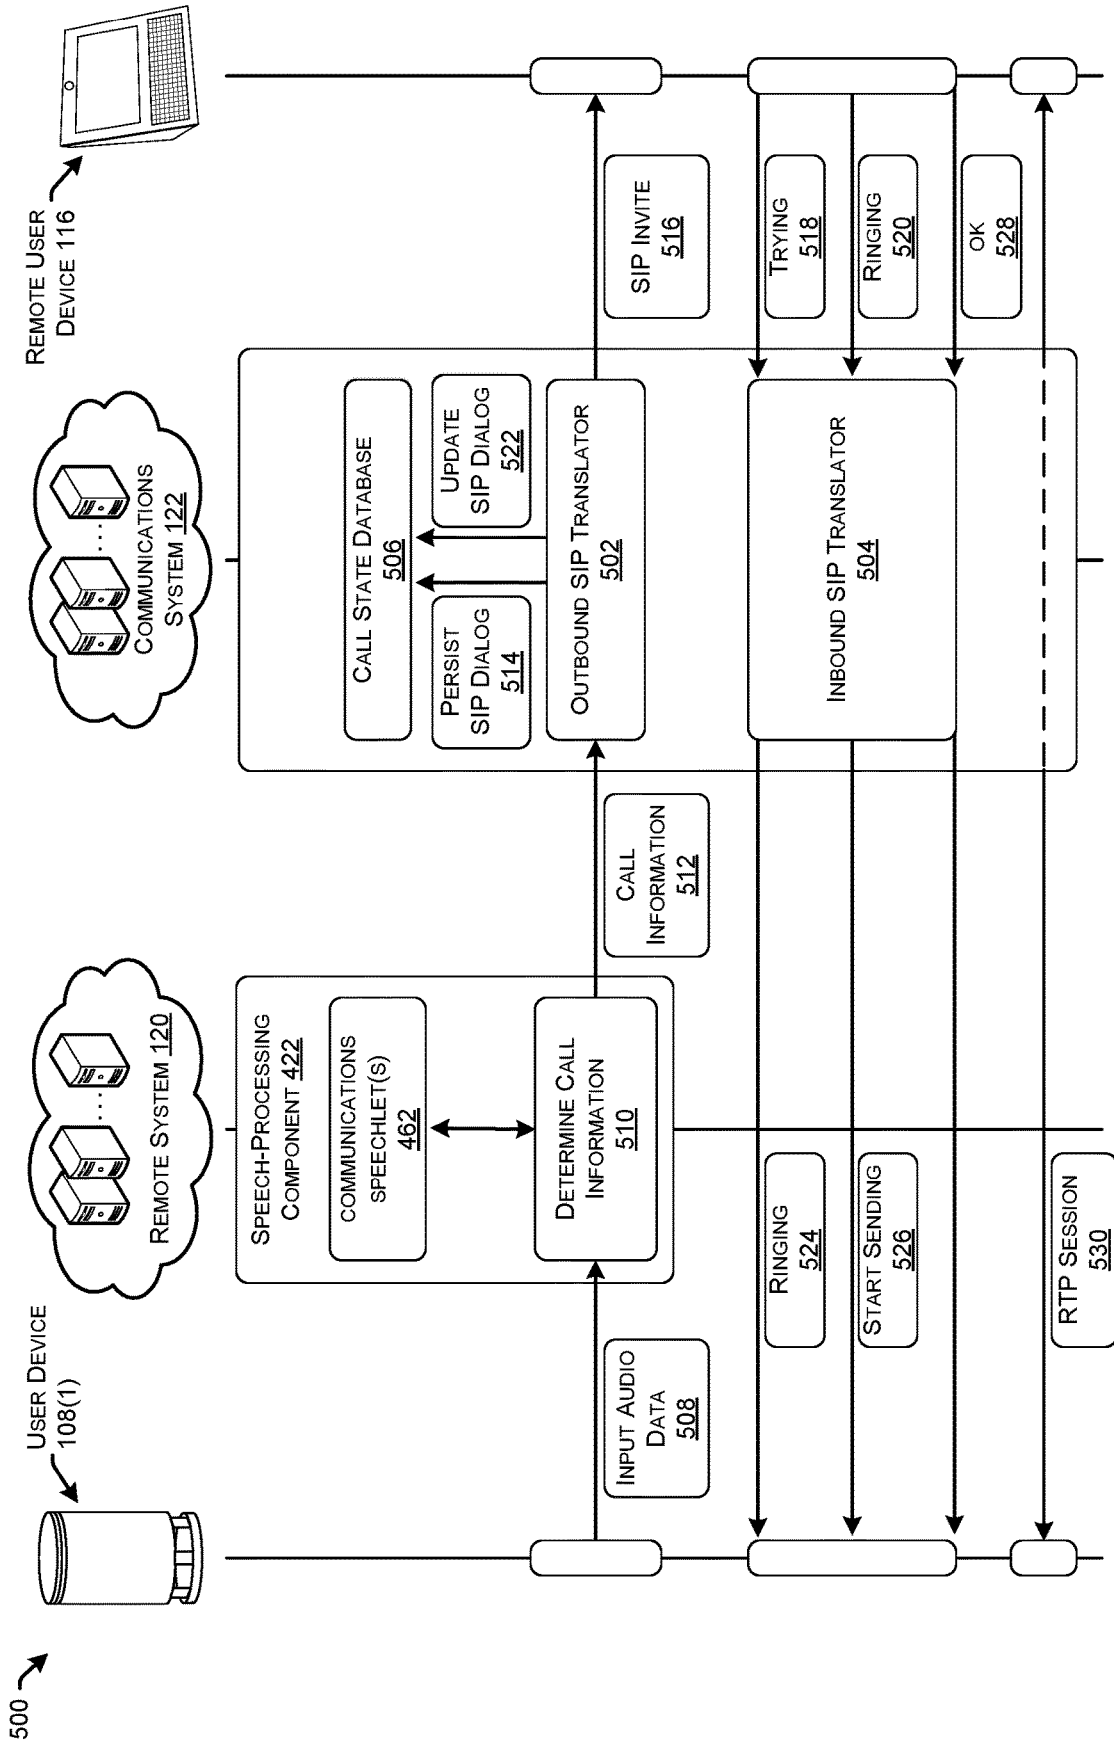 500
USER DEVICE
108(1)
REMOTE SYSTEM 120
COMMUNICATIONS
SYSTEM 122
REMOTE USER
DEVICE 116
SPEECH-PROCESSING
COMPONENT 422
COMMUNICATIONS
SPEECHLET(S)
462
DETERMINE CALL
INFORMATION
510
CALL STATE DATABASE
506
PERSIST
SIP DIALOG
514
UPDATE
SIP DIALOG
522
OUTBOUND SIP TRANSLATOR
502
INPUT AUDIO
DATA
508
CALL
INFORMATION
512
SIP INVITE
516
INBOUND SIP TRANSLATOR
504
TRYING
518
RINGING
520
OK
528
RINGING
524
START SENDING
526
RTP SESSION
530